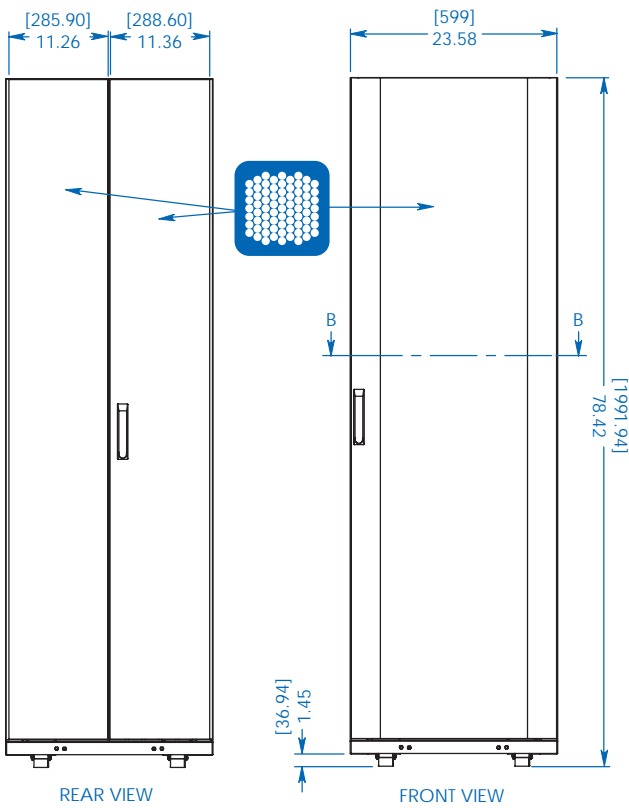 [285.90]
11.26
[288.60]
11.36
[599]
23.58
B
B
[1991.94]
78.42
[36.94]
1.45
REAR VIEW
FRONT VIEW